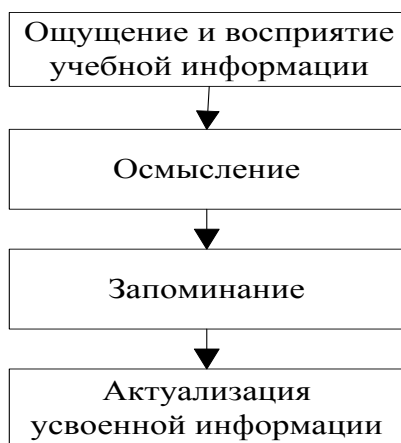 Ощущение и восприятие
учебной информации
Осмысление
Запоминание
Актуализация
усвоенной информации